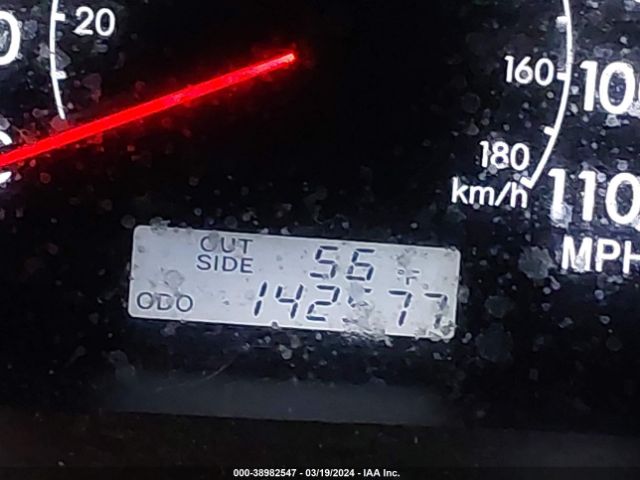 20
160
100
180
km/h
110
MPH
OUT
SIDE 56 °F
ODO
000-38982547 - 03/19/2024 - IAA Inc.